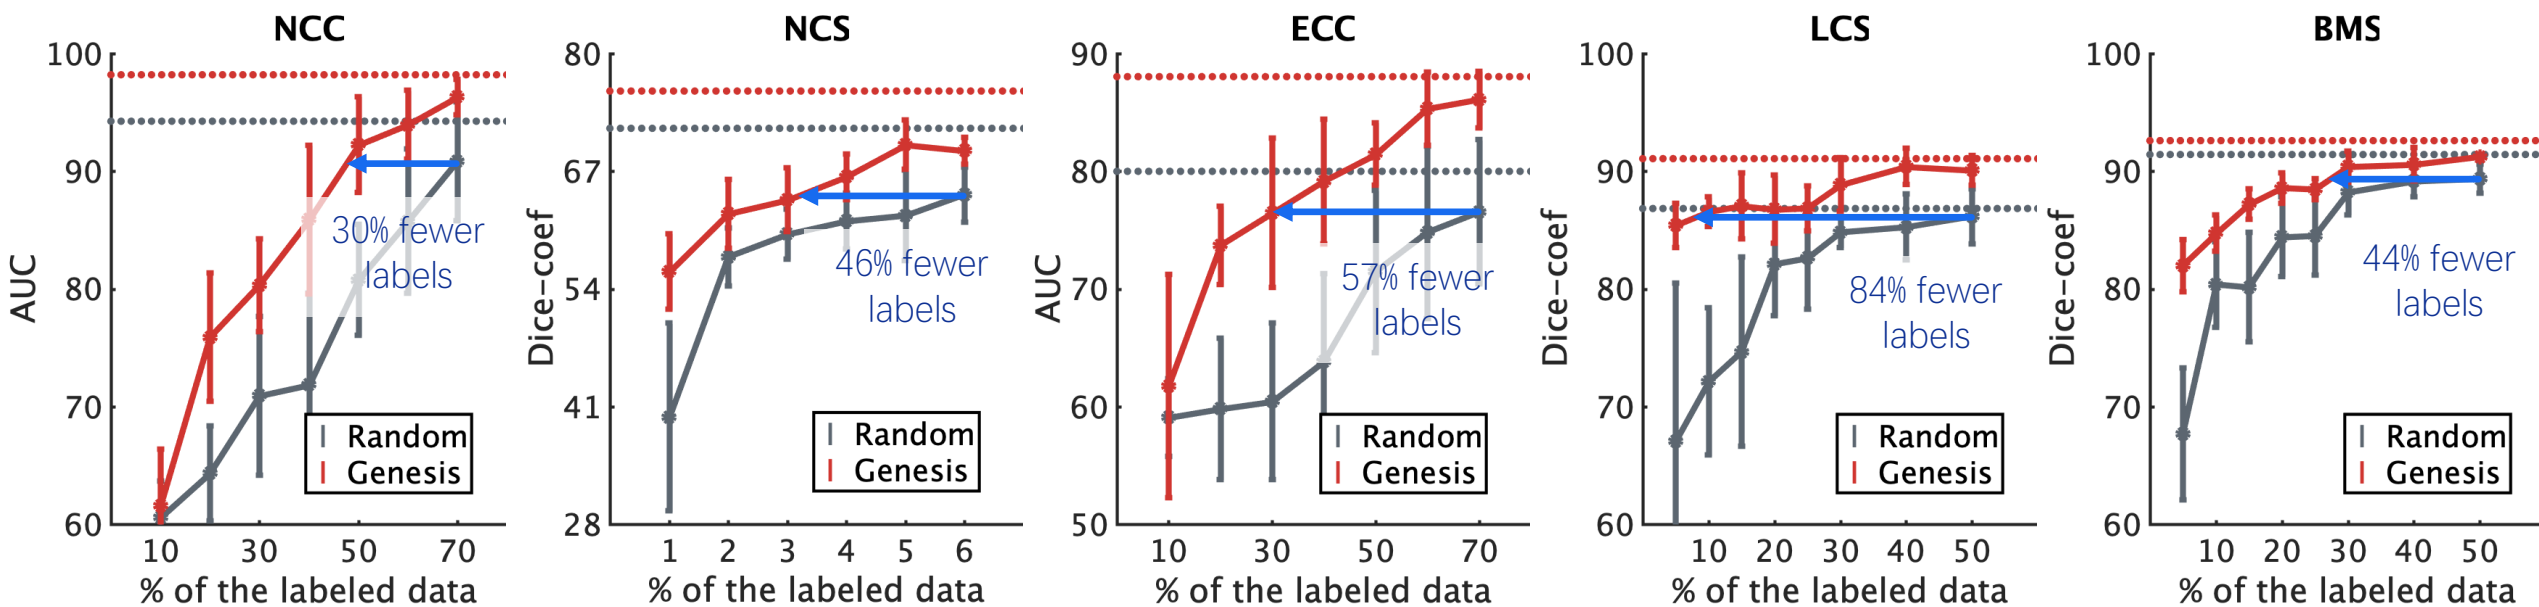 NCC
100
90
80
70
60
AUC
30% fewer
labels
Random
Genesis
10 30 50 70
% of the labeled data
NCS
80
67
54
41
28
Dice-coef
46% fewer
labels
Random
Genesis
1 2 3 4 5 6
% of the labeled data
ECC
90
80
70
60
50
AUC
57% fewer
labels
Random
Genesis
10 30 50 70
% of the labeled data
LCS
100
90
80
70
60
Dice-coef
84% fewer
labels
Random
Genesis
10 20 30 40 50
% of the labeled data
BMS
100
90
80
70
60
Dice-coef
44% fewer
labels
Random
Genesis
10 20 30 40 50
% of the labeled data